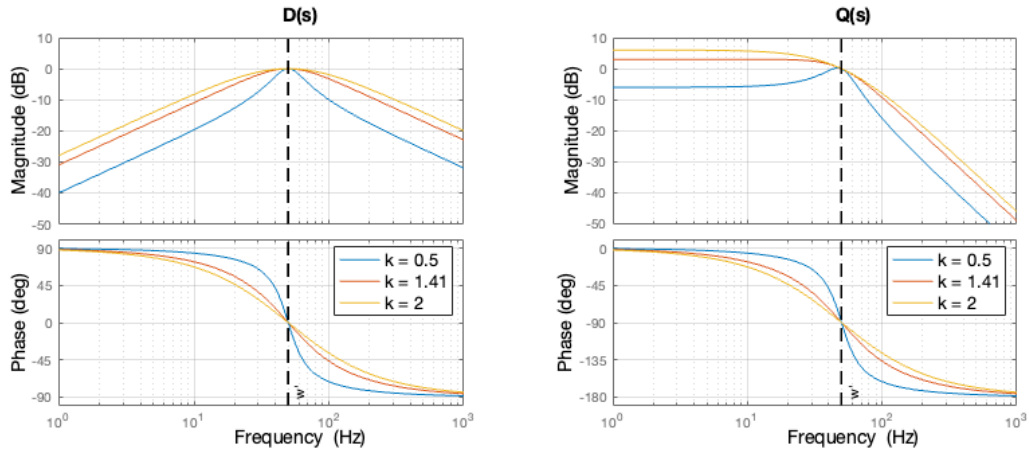 D(s)
Magnitude (dB)
10
0
-10
-20
-30
-40
-50
Phase (deg)
90
45
0
-45
-90
k = 0.5
k = 1.41
k = 2
w'
10^0
10^1
10^2
10^3
Frequency (Hz)
Q(s)
Magnitude (dB)
10
0
-10
-20
-30
-40
-50
Phase (deg)
0
-45
-90
-135
-180
k = 0.5
k = 1.41
k = 2
w'
10^0
10^1
10^2
10^3
Frequency (Hz)